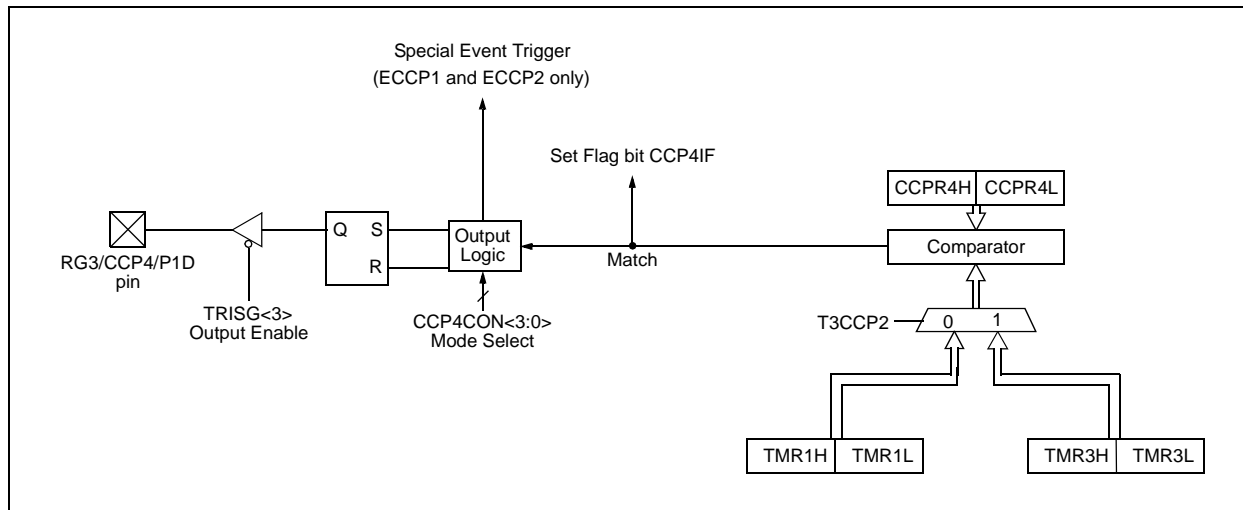 Special Event Trigger
(ECCP1 and ECCP2 only)
Set Flag bit CCP4IF
CCPR4H CCPR4L
Q S
R
Output
Logic
Comparator
RG3/CCP4/P1D
pin
Match
TRISG<3>
Output Enable
CCP4CON<3:0>
Mode Select
T3CCP2
0 1
TMR1H TMR1L
TMR3H TMR3L